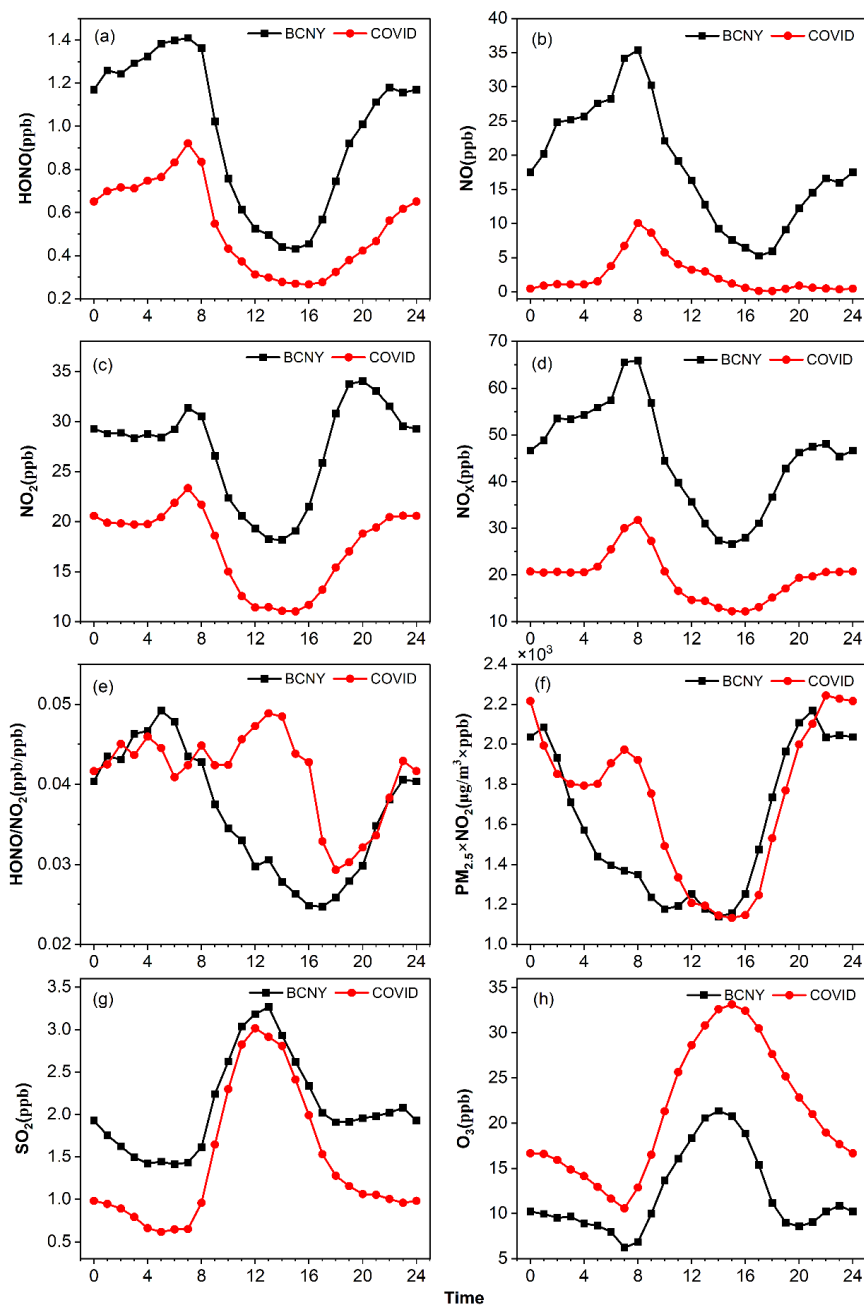 (a) BCNY COVID
HONO(ppb)
1.4
1.2
1.0
0.8
0.6
0.4
0.2
0 4 8 12 16 20 24
(b) BCNY COVID
NO(ppb)
40
35
30
25
20
15
10
5
0
0 4 8 12 16 20 24
(c) BCNY COVID
NO₂(ppb)
35
30
25
20
15
10
0 4 8 12 16 20 24
(d) BCNY COVID
NOₓ(ppb)
70
60
50
40
30
20
10
0 4 8 12 16 20 24
(e) BCNY COVID
HONO/NO₂(ppb/ppb)
0.05
0.04
0.03
0.02
0 4 8 12 16 20 24
×10³
(f) BCNY COVID
PM₂.₅×NO₂(μg/m³×ppb)
2.4
2.2
2.0
1.8
1.6
1.4
1.2
1.0
0 4 8 12 16 20 24
(g) BCNY COVID
SO₂(ppb)
3.5
3.0
2.5
2.0
1.5
1.0
0.5
0 4 8 12 16 20 24
(h) BCNY COVID
O₃(ppb)
35
30
25
20
15
10
5
0 4 8 12 16 20 24
Time